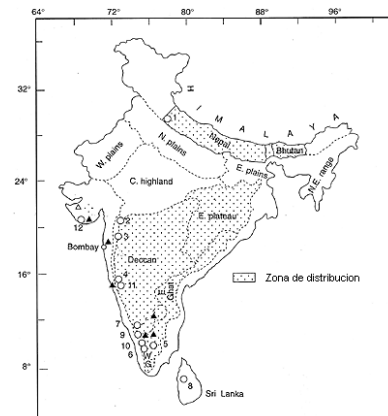 64° 72° 80° 88° 96°
H I M A L A Y A
32°
1
Nepal
Bhutan
W. plains
N. plains
E. plains
N.E. range
24°
C. highland
E. plateau
12
2
3
Bombay
Deccan
Zona de distribucion
16°
4
11
E
Ghat
7
9
10
6
5
W
G
8°
8
Sri Lanka